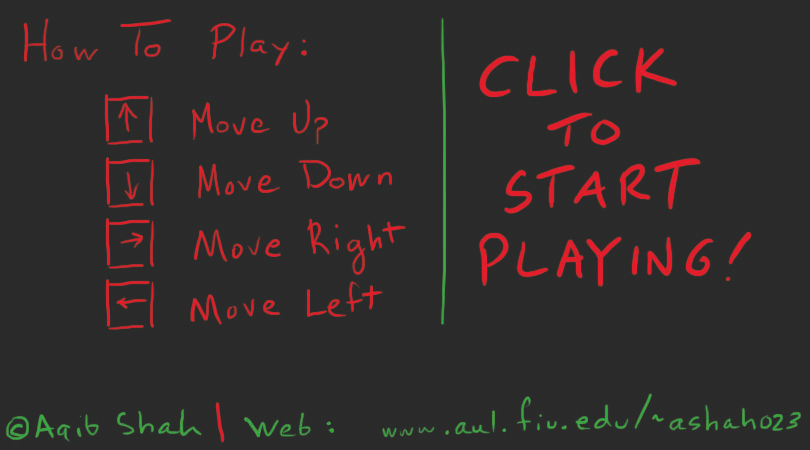 How To Play:
↑ Move Up
↓ Move Down
→ Move Right
← Move Left
CLICK
TO
START
PLAYING!
©Aqib Shah | Web: www.aul.fiu.edu/~ashah023